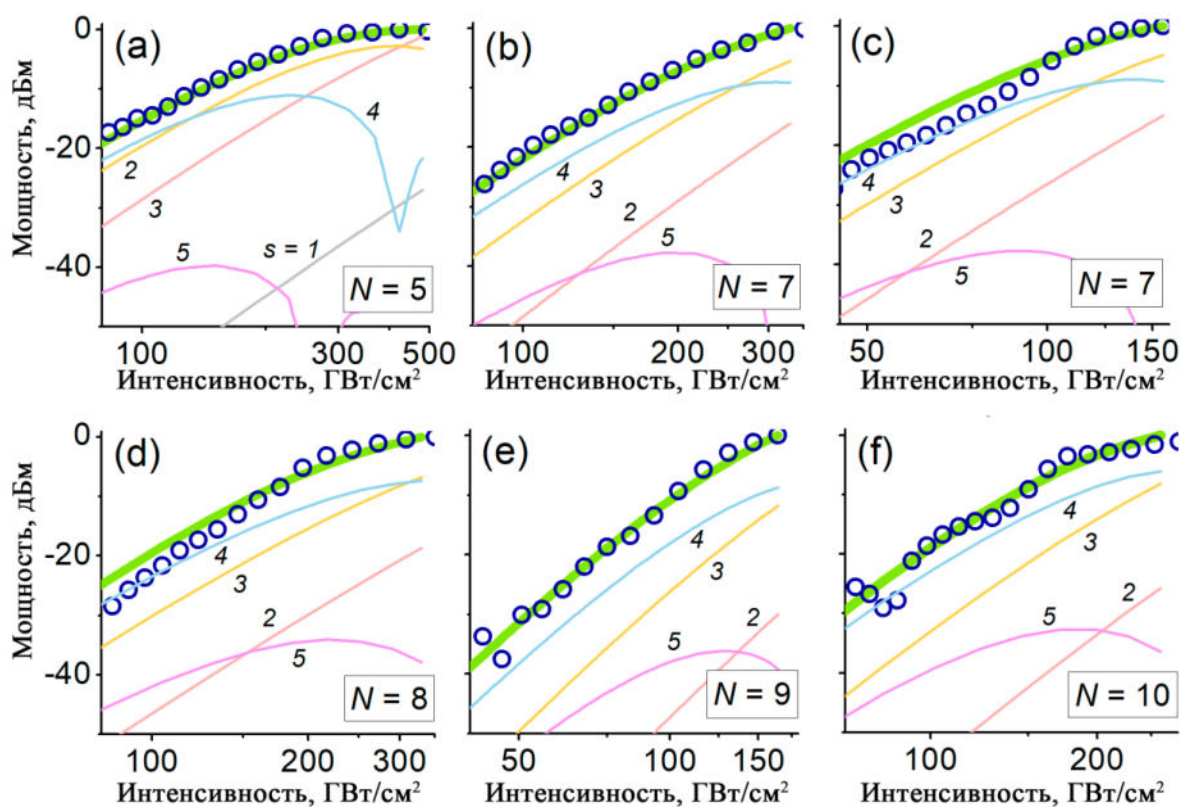 (a) (b) (c)
0 -20 -40
Мощность, дБм
2 3 4 5 s = 1
N = 5
4 3 2 5
N = 7
4 3 2 5
N = 7
100 300 500
100 200 300
50 100 150
Интенсивность, ГВт/см²
Интенсивность, ГВт/см²
Интенсивность, ГВт/см²
(d) (e) (f)
0 -20 -40
Мощность, дБм
4 3 2 5
N = 8
4 3 2 5
N = 9
4 3 2 5
N = 10
100 200 300
50 100 150
100 200
Интенсивность, ГВт/см²
Интенсивность, ГВт/см²
Интенсивность, ГВт/см²